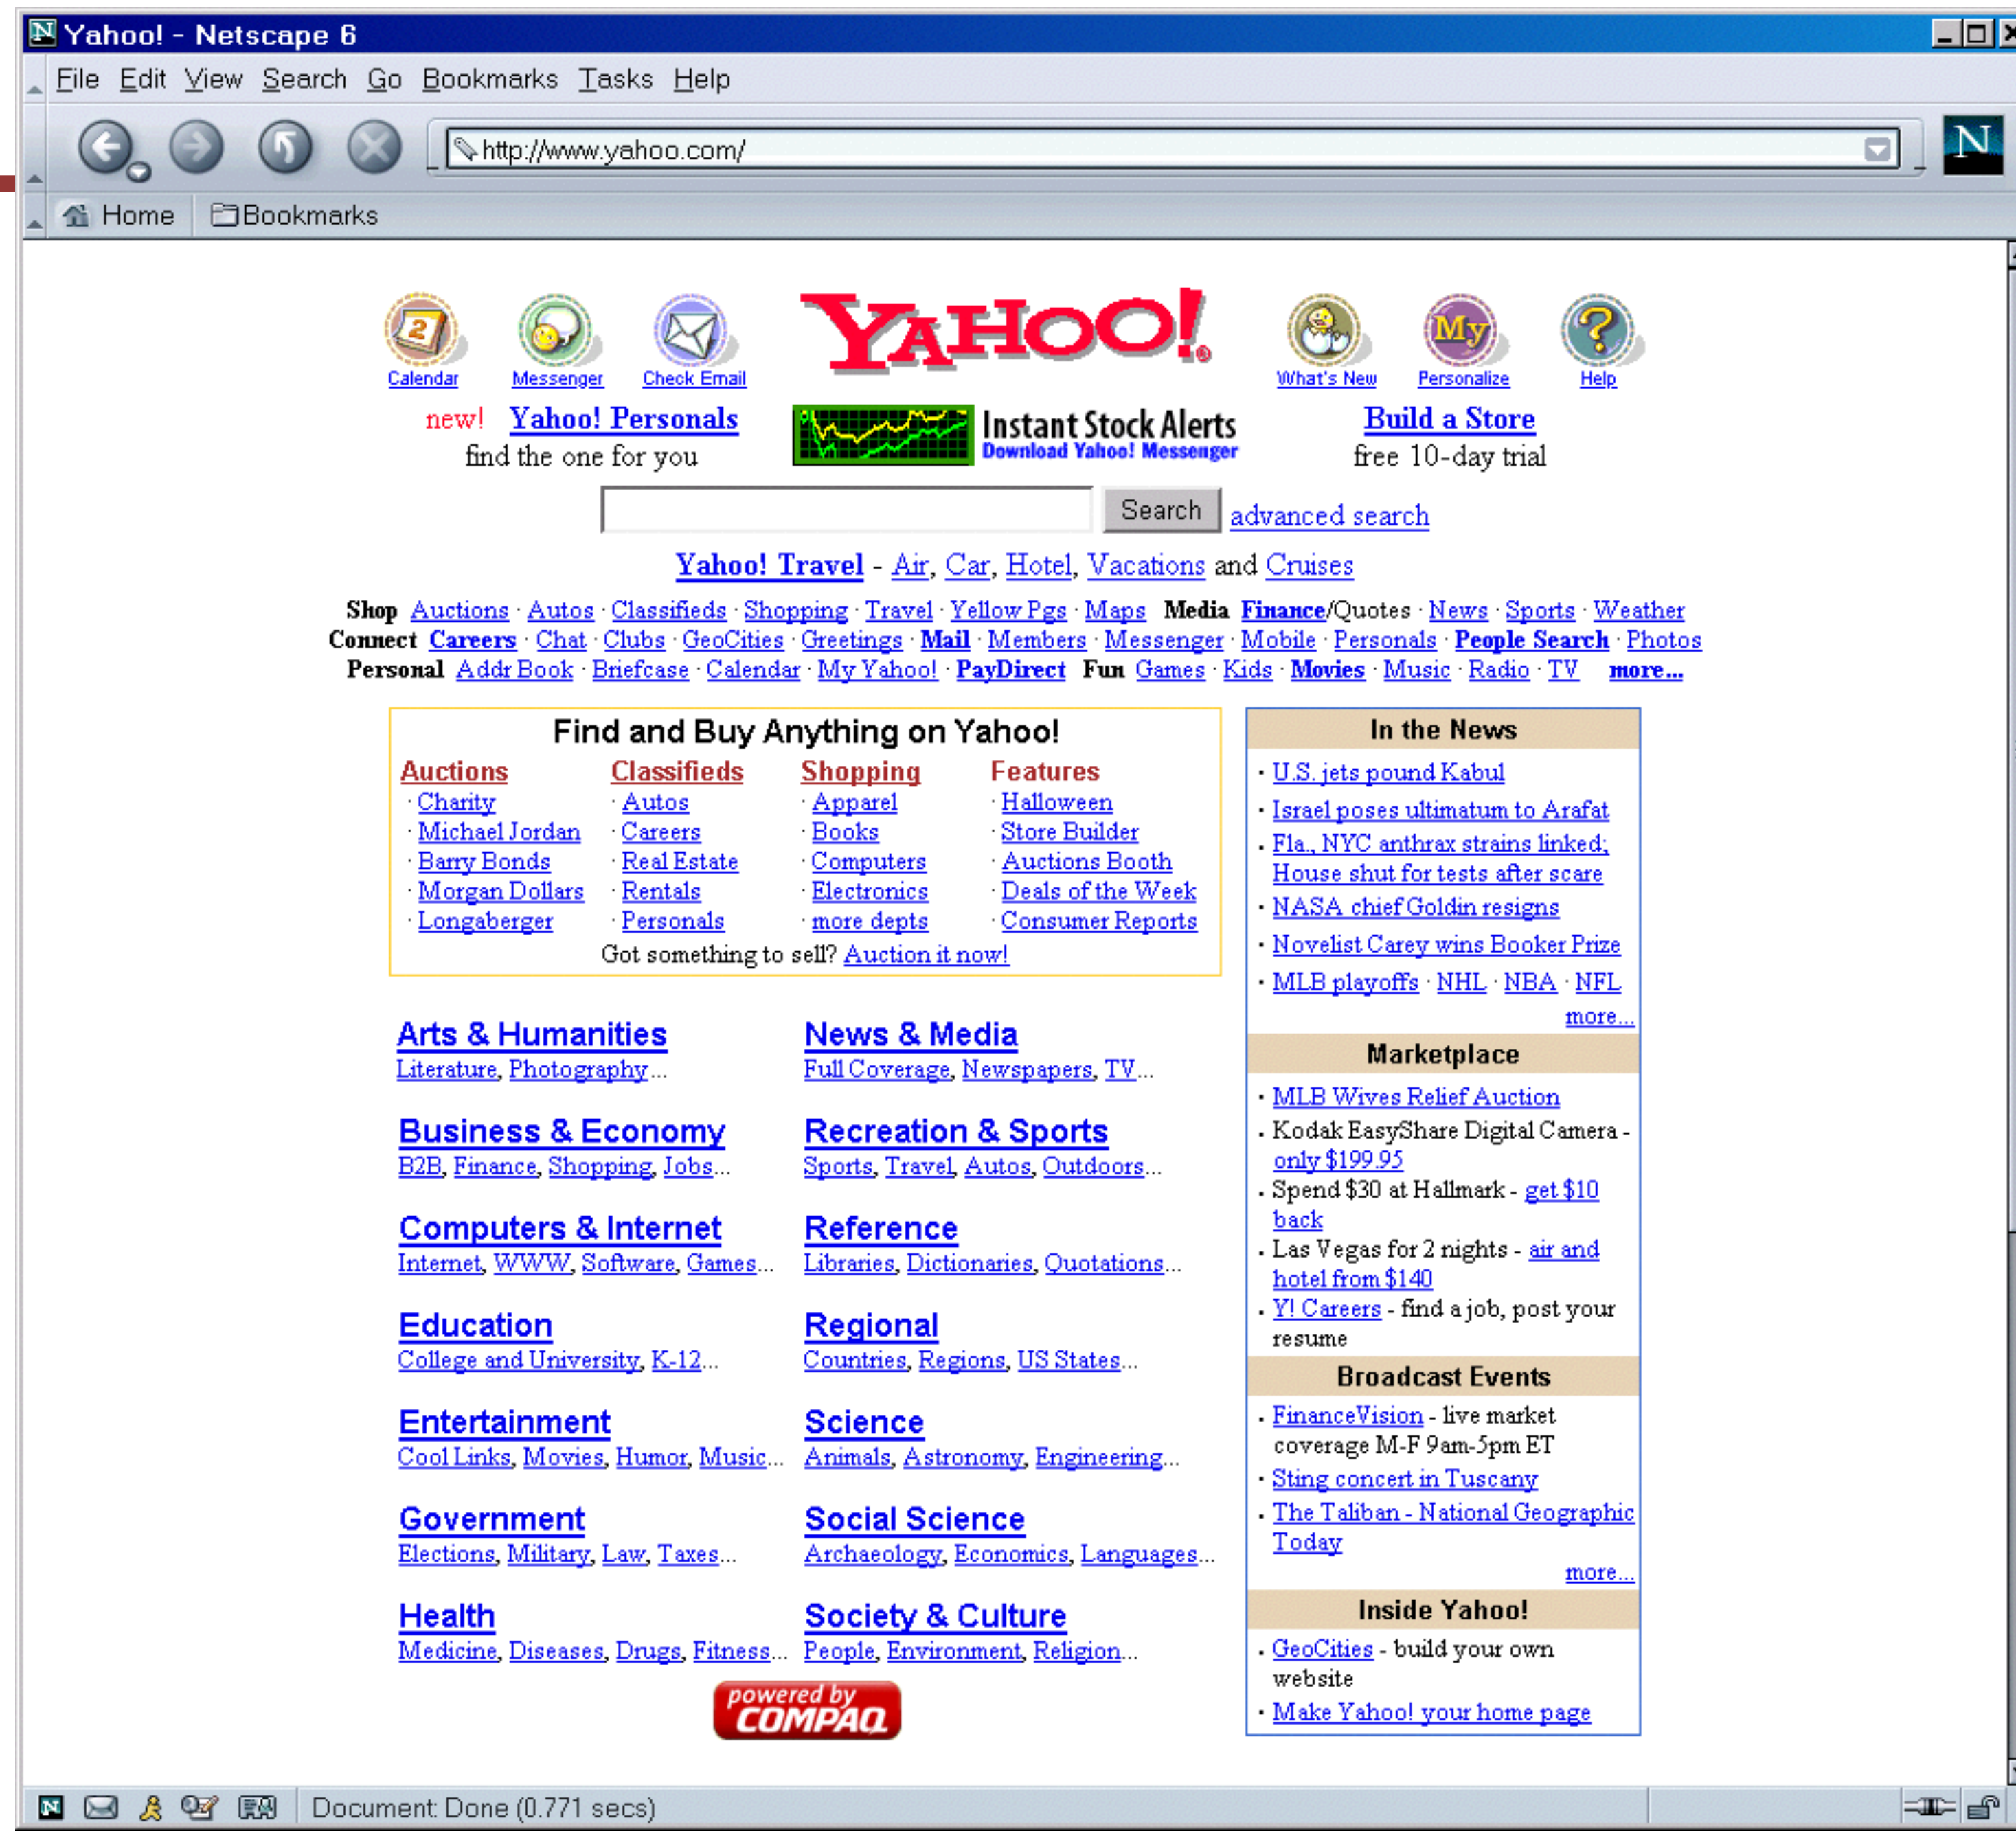 Yahoo! - Netscape 6
File Edit View Search Go Bookmarks Tasks Help
http://www.yahoo.com/
N
Home Bookmarks
2
YAHOO!
My
?
Calendar Messenger Check Email What's New Personalize Help
new! Yahoo! Personals
find the one for you
Instant Stock Alerts
Download Yahoo! Messenger
Build a Store
free 10-day trial
Search advanced search
Yahoo! Travel - Air, Car, Hotel, Vacations and Cruises
Shop Auctions · Autos · Classifieds · Shopping · Travel · Yellow Pgs · Maps Media Finance/Quotes · News · Sports · Weather
Connect Careers · Chat · Clubs · GeoCities · Greetings · Mail · Members · Messenger · Mobile · Personals · People Search · Photos
Personal Addr Book · Briefcase · Calendar · My Yahoo! · PayDirect Fun Games · Kids · Movies · Music · Radio · TV more...
Find and Buy Anything on Yahoo!
Auctions
· Charity
· Michael Jordan
· Barry Bonds
· Morgan Dollars
· Longaberger
Classifieds
· Autos
· Careers
· Real Estate
· Rentals
· Personals
Shopping
· Apparel
· Books
· Computers
· Electronics
· more depts
Features
· Halloween
· Store Builder
· Auctions Booth
· Deals of the Week
· Consumer Reports
Got something to sell? Auction it now!
Arts & Humanities
Literature, Photography...
News & Media
Full Coverage, Newspapers, TV...
Business & Economy
B2B, Finance, Shopping, Jobs...
Recreation & Sports
Sports, Travel, Autos, Outdoors...
Computers & Internet
Internet, WWW, Software, Games...
Reference
Libraries, Dictionaries, Quotations...
Education
College and University, K-12...
Regional
Countries, Regions, US States...
Entertainment
Cool Links, Movies, Humor, Music...
Science
Animals, Astronomy, Engineering...
Government
Elections, Military, Law, Taxes...
Social Science
Archaeology, Economics, Languages...
Health
Medicine, Diseases, Drugs, Fitness...
Society & Culture
People, Environment, Religion...
powered by
COMPAQ
In the News
· U.S. jets pound Kabul
· Israel poses ultimatum to Arafat
· Fla., NYC anthrax strains linked;
House shut for tests after scare
· NASA chief Goldin resigns
· Novelist Carey wins Booker Prize
· MLB playoffs · NHL · NBA · NFL
more...
Marketplace
· MLB Wives Relief Auction
· Kodak EasyShare Digital Camera -
only $199.95
· Spend $30 at Hallmark - get $10
back
· Las Vegas for 2 nights - air and
hotel from $140
· Y! Careers - find a job, post your
resume
Broadcast Events
· FinanceVision - live market
coverage M-F 9am-5pm ET
· Sting concert in Tuscany
· The Taliban - National Geographic
Today
more...
Inside Yahoo!
· GeoCities - build your own
website
· Make Yahoo! your home page
Document: Done (0.771 secs)